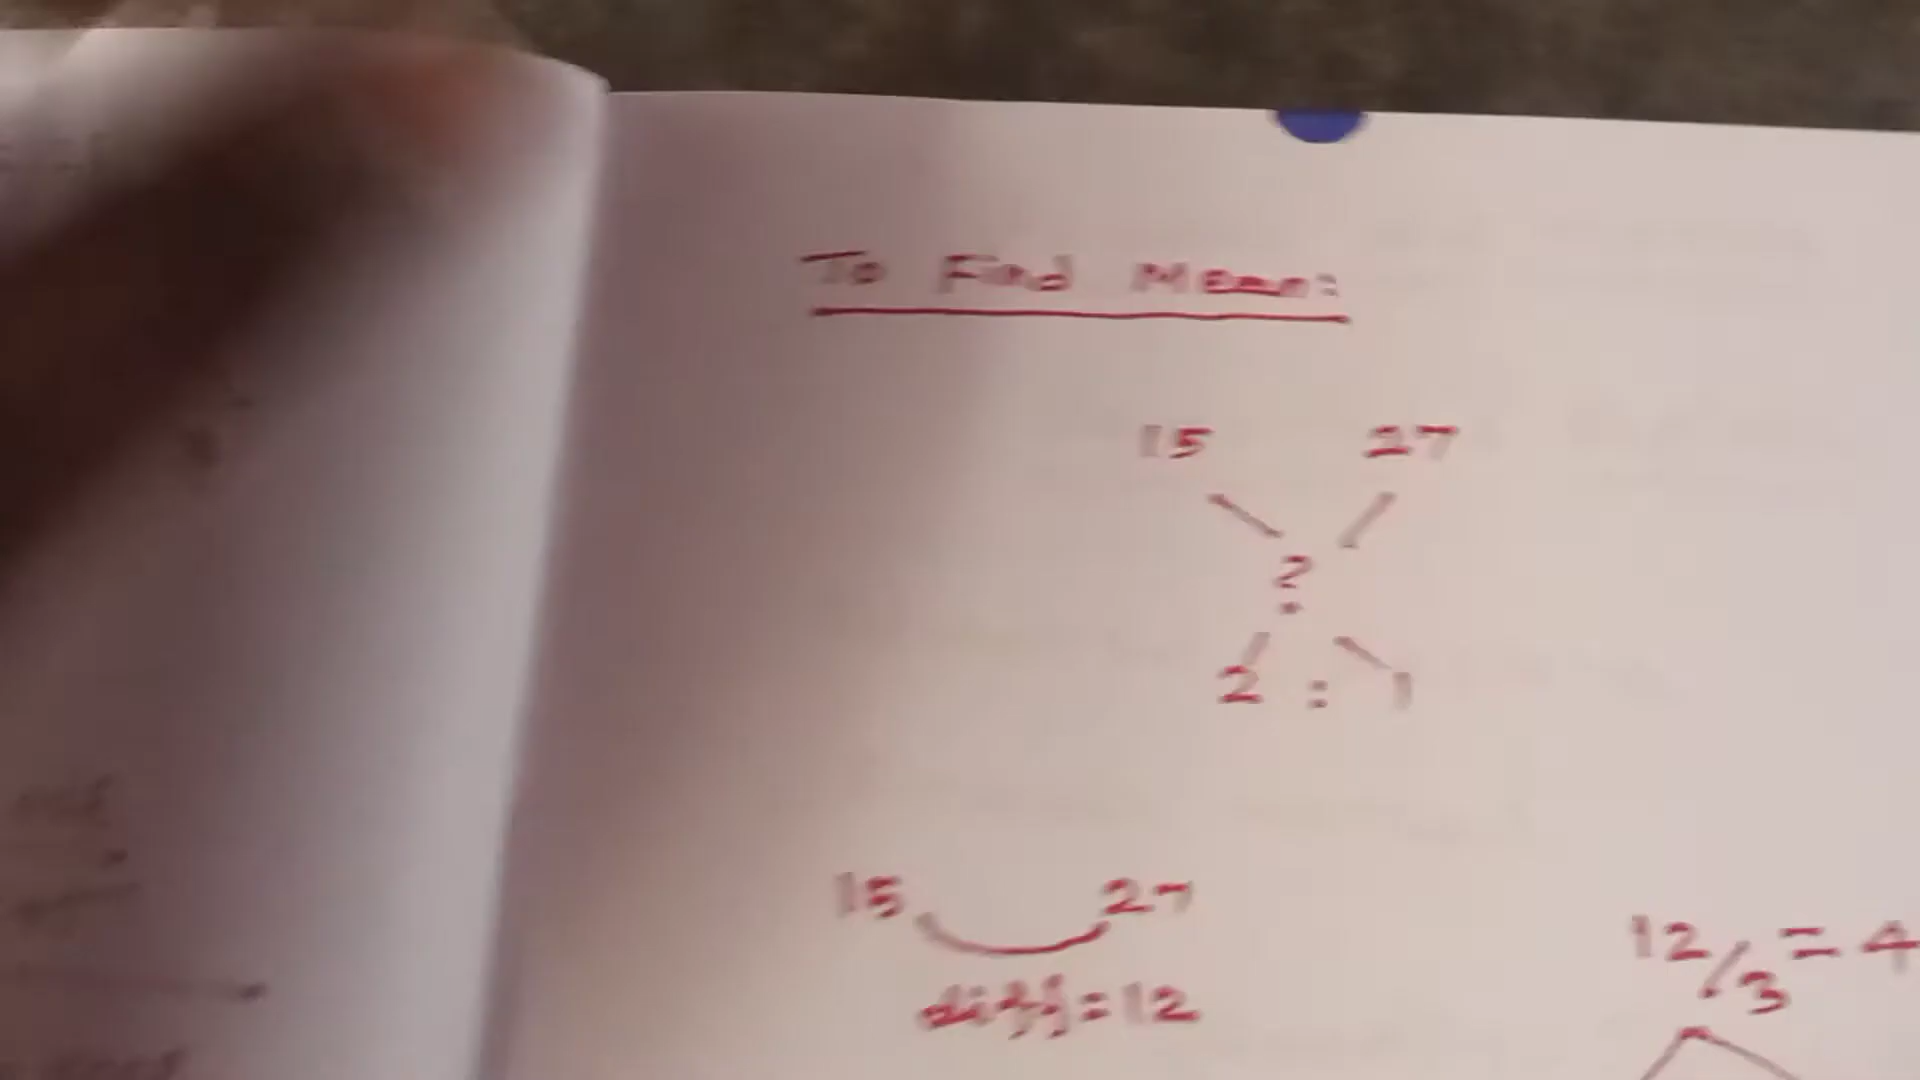 To Find Mean:
15 27
?
2 : 1
15 27
diff = 12
12/3 = 4